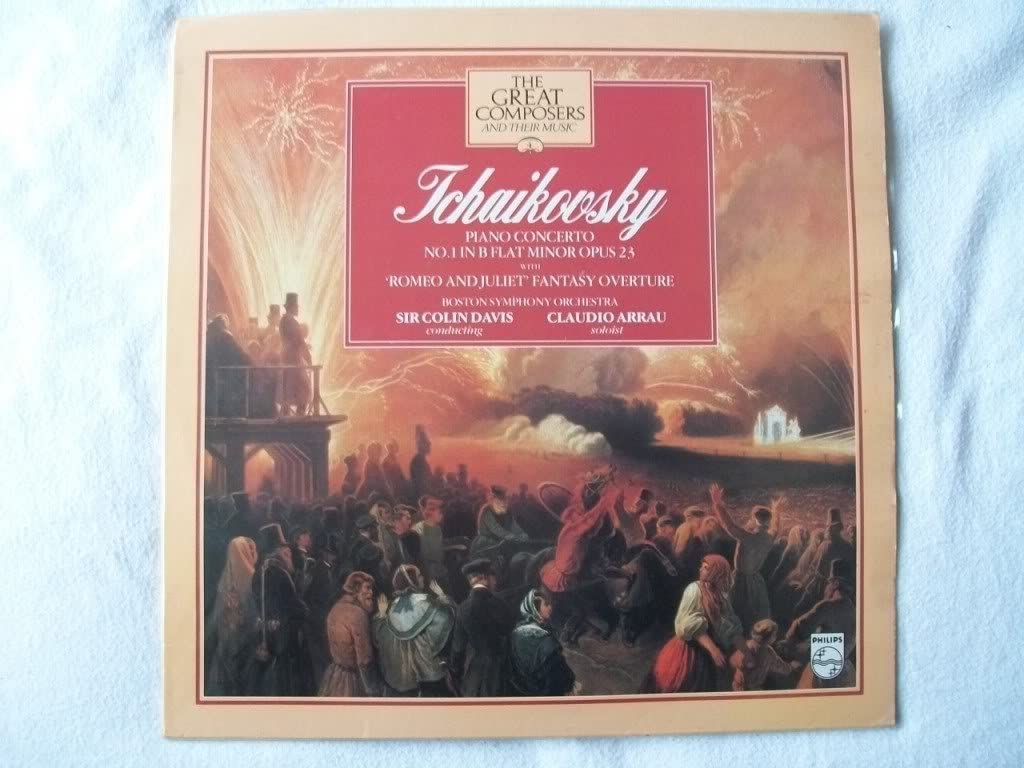 THE
GREAT
COMPOSERS
AND THEIR MUSIC
4
Tchaikovsky
PIANO CONCERTO
NO.1 IN B FLAT MINOR OPUS 23
WITH
‘ROMEO AND JULIET’ FANTASY OVERTURE
BOSTON SYMPHONY ORCHESTRA
SIR COLIN DAVIS CLAUDIO ARRAU
conducting soloist
PHILIPS